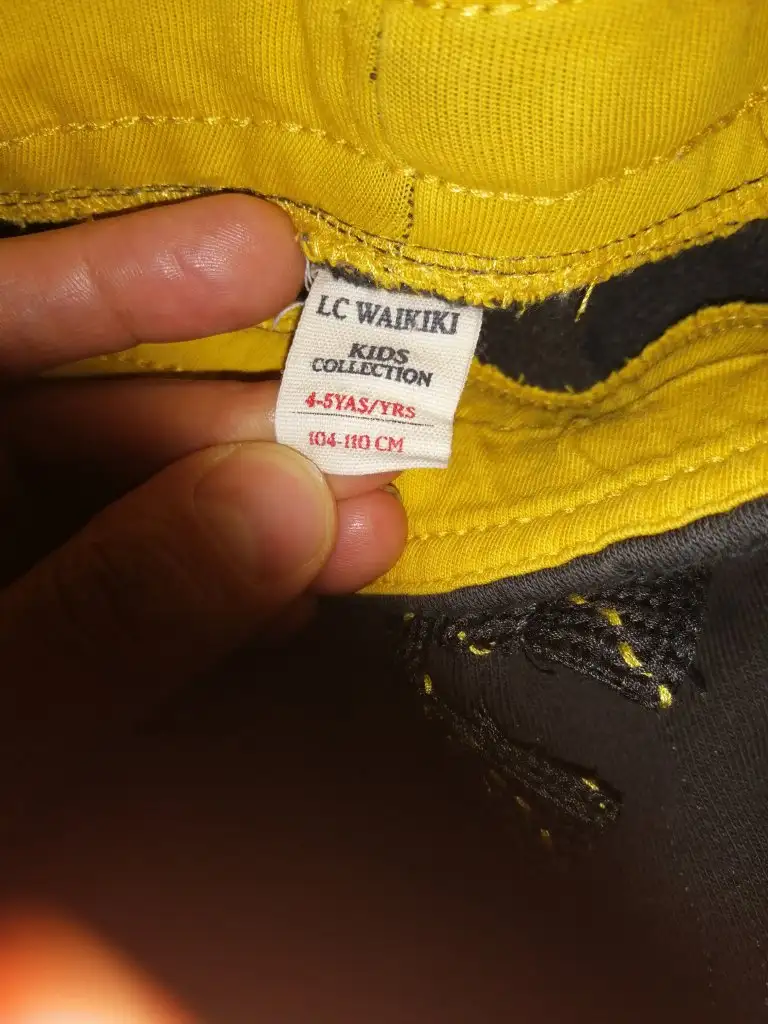 LC WAIKIKI
KIDS
COLLECTION
4-5YAS/YRS
104-110 CM